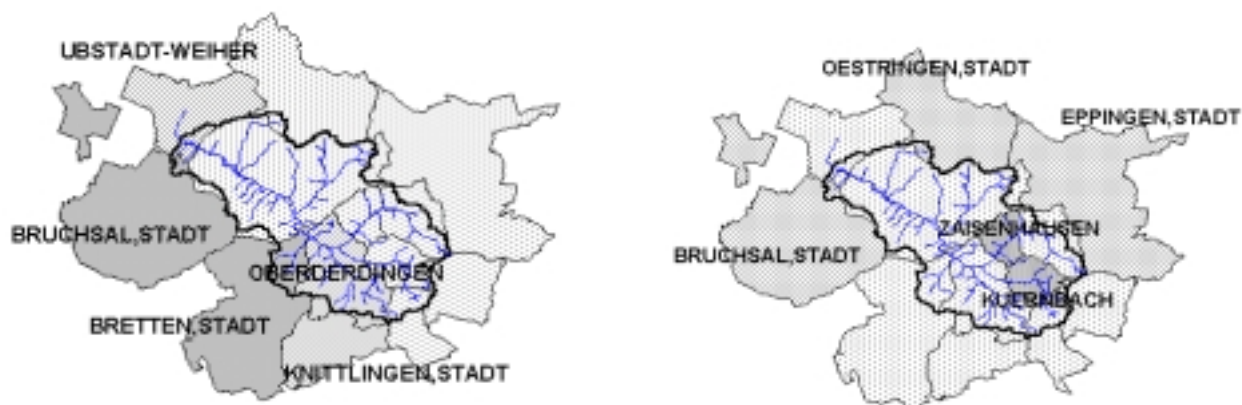 UBSTADT-WEIHER
BRUCHSAL,STADT
OBERDERDINGEN
BRETTEN,STADT
KNITTLINGEN,STADT
OESTRINGEN,STADT
EPPINGEN,STADT
ZAISENHAUSEN
BRUCHSAL,STADT
KUERNBACH